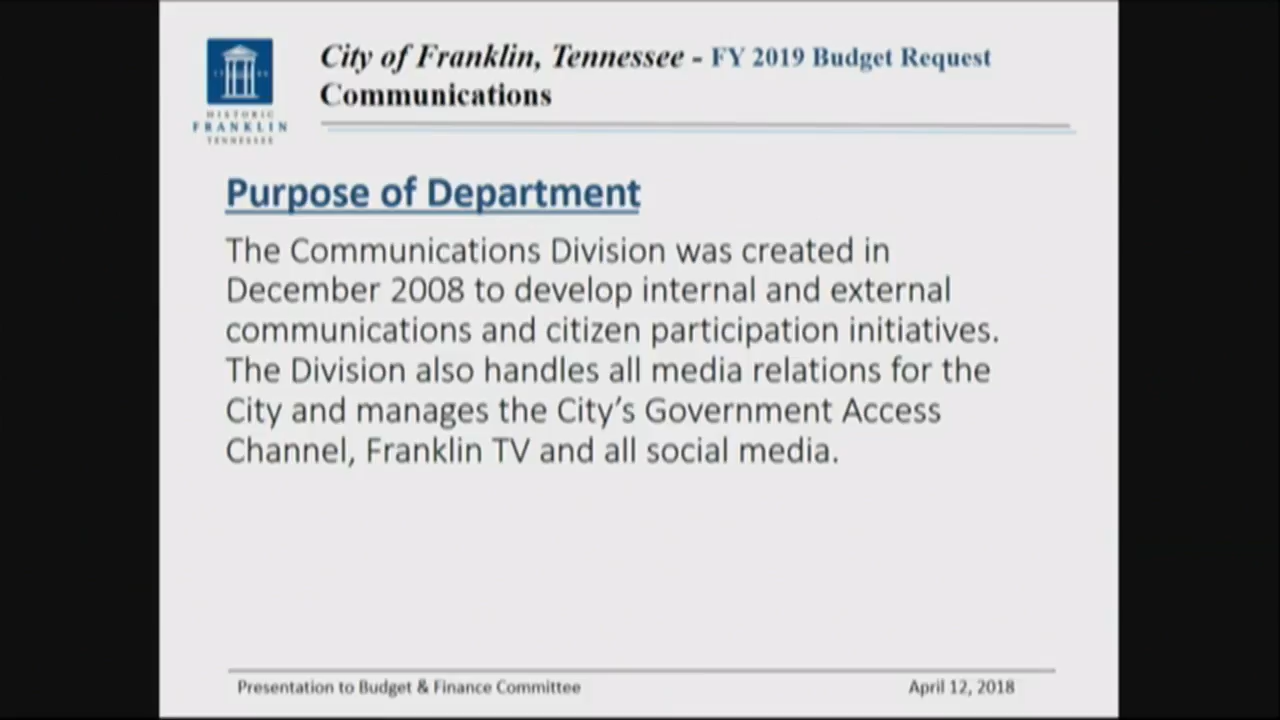 City of Franklin, Tennessee - FY 2019 Budget Request
Communications
HISTORIC
FRANKLIN
TENNESSEE
Purpose of Department
The Communications Division was created in
December 2008 to develop internal and external
communications and citizen participation initiatives.
The Division also handles all media relations for the
City and manages the City's Government Access
Channel, Franklin TV and all social media.
Presentation to Budget & Finance Committee
April 12, 2018